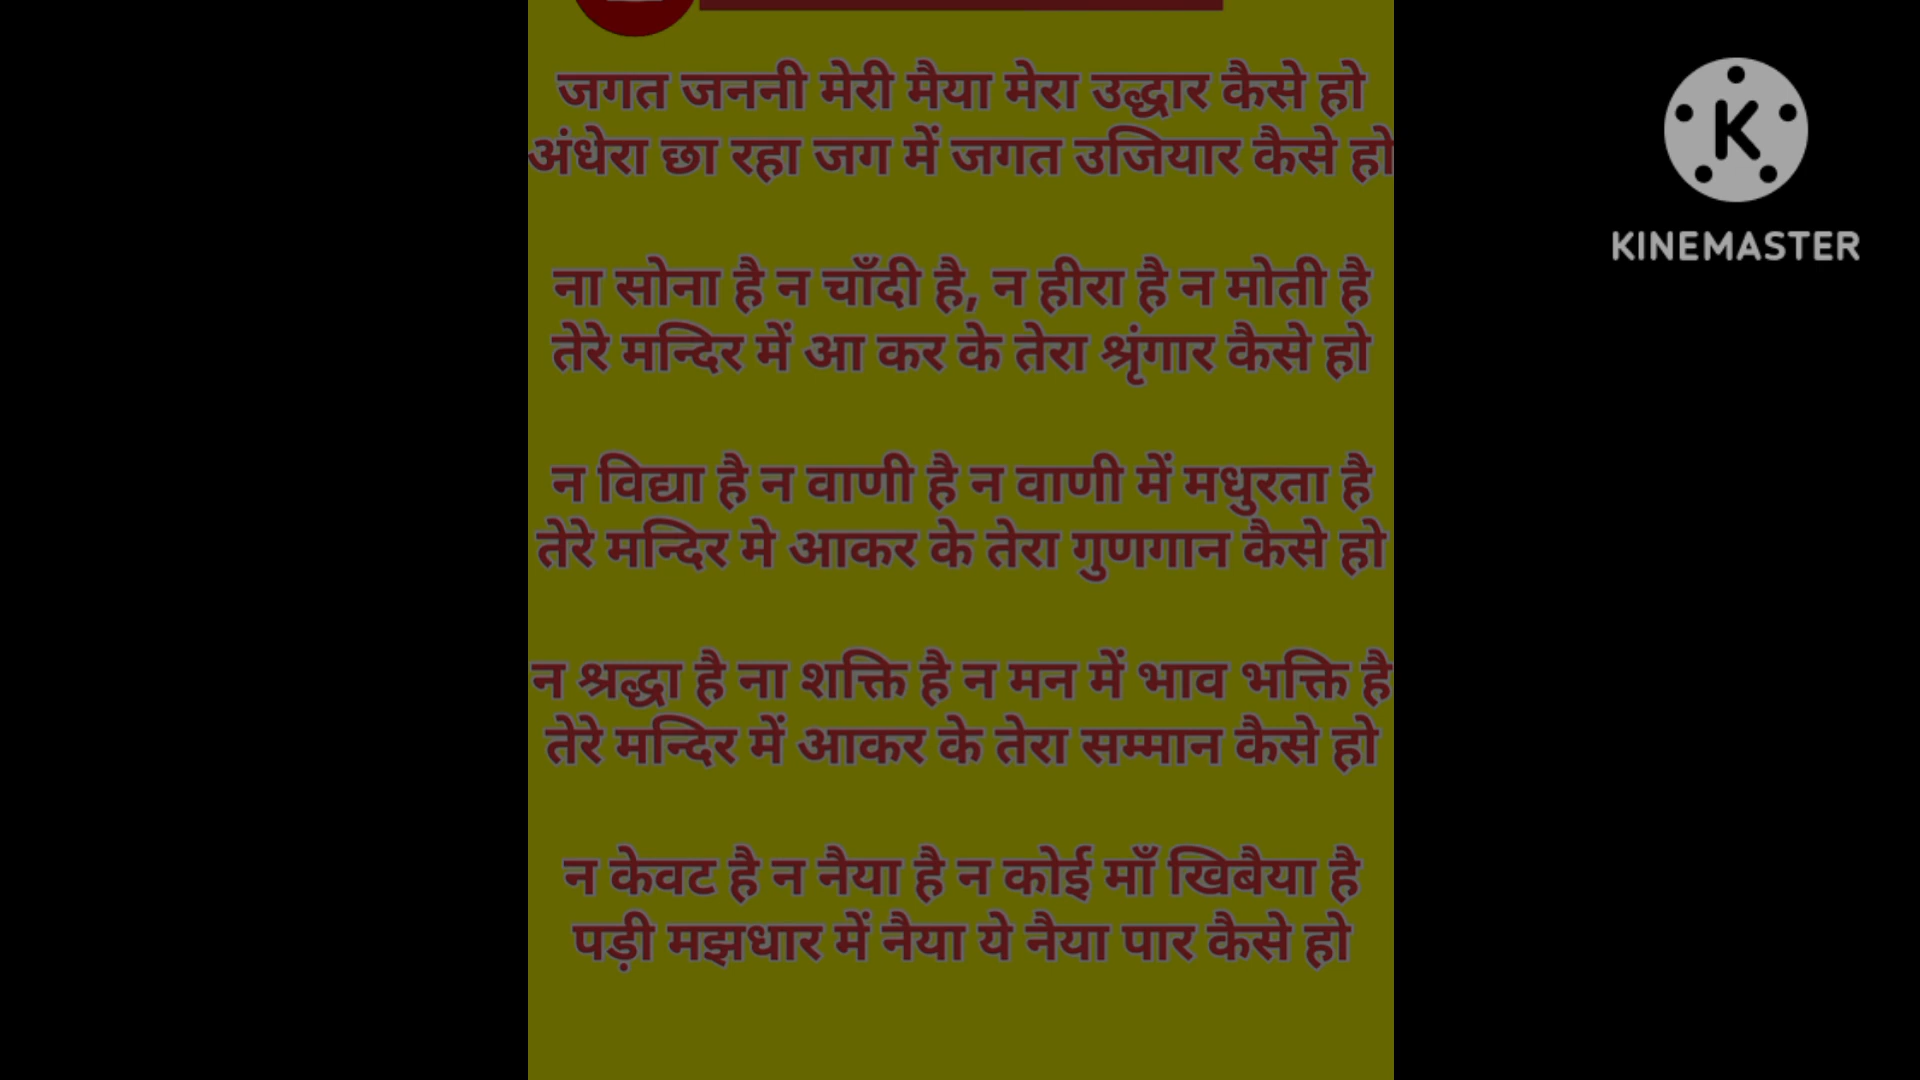 जगत जननी मेरी मैया मेरा उद्धार कैसे हो
अंधेरा छा रहा जग में जगत उजियार कैसे हो
ना सोना है न चाँदी है, न हीरा है न मोती है
तेरे मन्दिर में आ कर के तेरा श्रृंगार कैसे हो
न विद्या है न वाणी है न वाणी में मधुरता है
तेरे मन्दिर मे आकर के तेरा गुणगान कैसे हो
न श्रद्धा है ना शक्ति है न मन में भाव भक्ति है
तेरे मन्दिर में आकर के तेरा सम्मान कैसे हो
न केवट है न नैया है न कोई माँ खिबैया है
पड़ी मझधार में नैया ये नैया पार कैसे हो
K
KINEMASTER